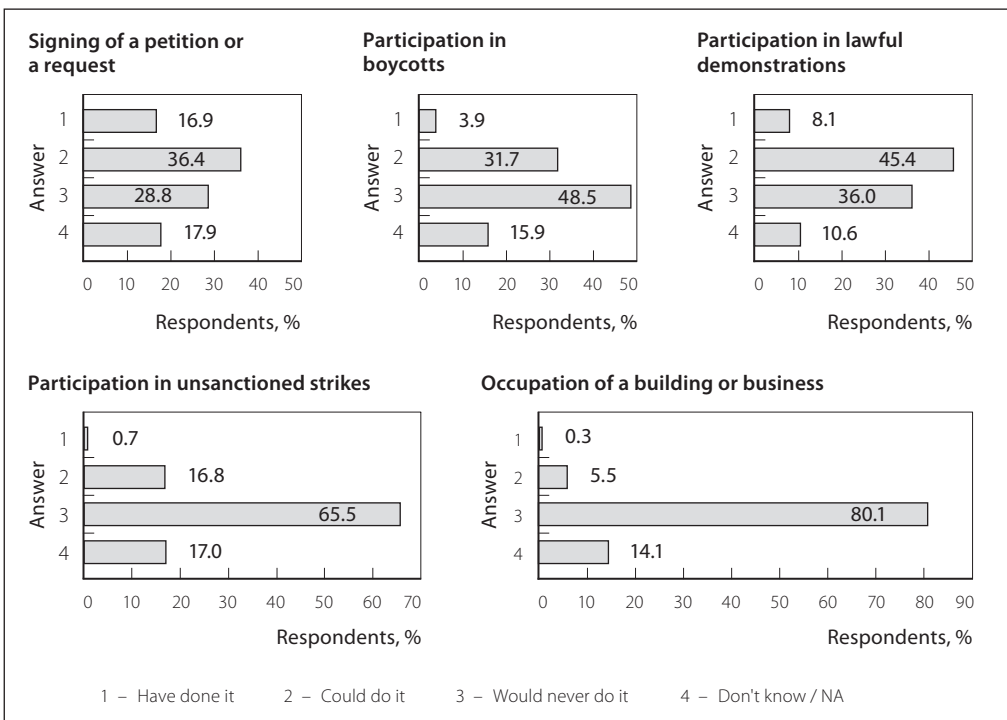 Signing of a petition or
a request
Answer
1
16.9
2
36.4
3
28.8
4
17.9
0 10 20 30 40 50
Respondents, %
Participation in
boycotts
Answer
1
3.9
2
31.7
3
48.5
4
15.9
0 10 20 30 40 50
Respondents, %
Participation in lawful
demonstrations
Answer
1
8.1
2
45.4
3
36.0
4
10.6
0 10 20 30 40 50
Respondents, %
Participation in unsanctioned strikes
Answer
1
0.7
2
16.8
3
65.5
4
17.0
0 10 20 30 40 50 60 70
Respondents, %
Occupation of a building or business
Answer
1
0.3
2
5.5
3
80.1
4
14.1
0 10 20 30 40 50 60 70 80 90
Respondents, %
1 – Have done it 2 – Could do it 3 – Would never do it 4 – Don't know / NA